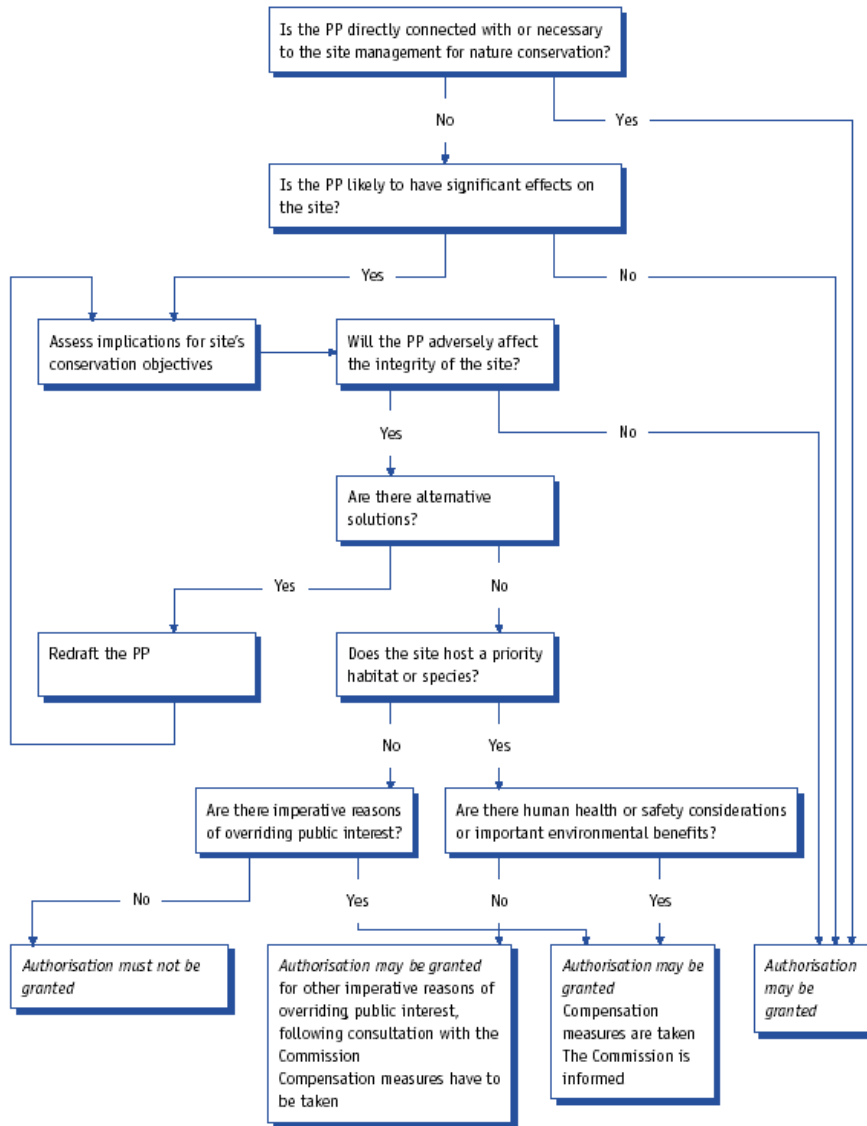 Is the PP directly connected with or necessary
to the site management for nature conservation?
No
Yes
Is the PP likely to have significant effects on
the site?
Yes
No
Assess implications for site's
conservation objectives
Will the PP adversely affect
the integrity of the site?
Yes
No
Are there alternative
solutions?
Yes
No
Redraft the PP
Does the site host a priority
habitat or species?
No
Yes
Are there imperative reasons
of overriding public interest?
Are there human health or safety considerations
or important environmental benefits?
No
Yes
No
Yes
Authorisation must not be
granted
Authorisation may be granted
for other imperative reasons of
overriding, public interest,
following consultation with the
Commission
Compensation measures have to
be taken
Authorisation may be
granted
Compensation
measures are taken
The Commission is
informed
Authorisation
may be
granted